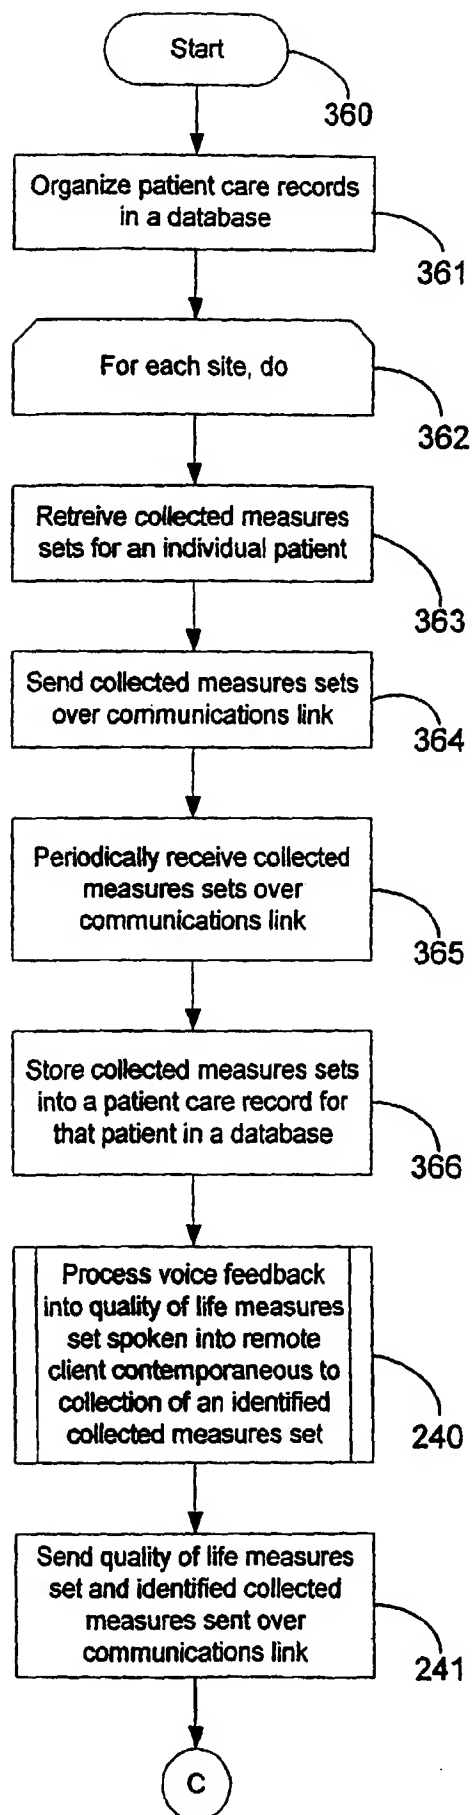 Start
360
Organize patient care records
in a database
361
For each site, do
362
Retreive collected measures
sets for an individual patient
363
Send collected measures sets
over communications link
364
Periodically receive collected
measures sets over
communications link
365
Store collected measures sets
into a patient care record for
that patient in a database
366
Process voice feedback
into quality of life measures
set spoken into remote
client contemporaneous to
collection of an identified
collected measures set
240
Send quality of life measures
set and identified collected
measures sent over
communications link
241
C